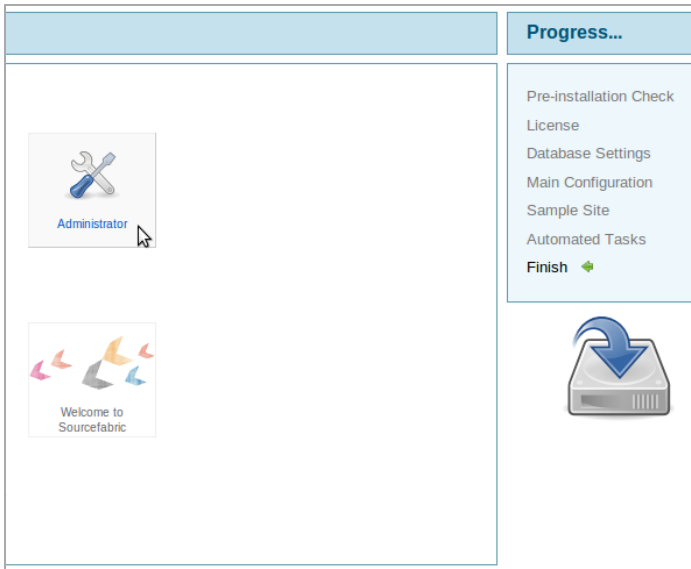 Progress...
Administrator
Welcome to
Sourcefabric
Pre-installation Check
License
Database Settings
Main Configuration
Sample Site
Automated Tasks
Finish